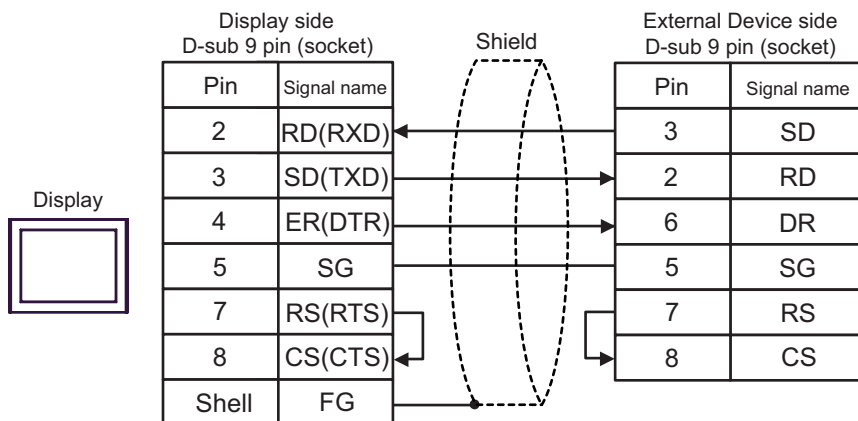 Display side
D-sub 9 pin (socket)
Shield
External Device side
D-sub 9 pin (socket)
Pin Signal name
Pin Signal name
2 RD(RXD)
3 SD
3 SD(TXD)
2 RD
Display
4 ER(DTR)
6 DR
5 SG
5 SG
7 RS(RTS)
7 RS
8 CS(CTS)
8 CS
Shell FG